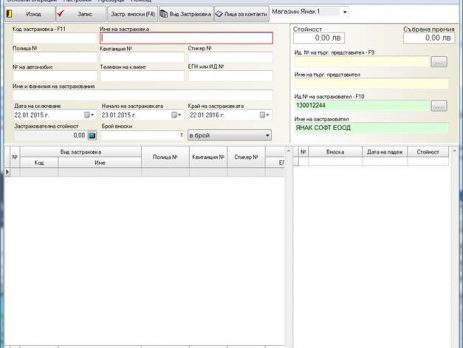 Изход Запис Застр. вноски (F4) Вид Застраховка Лица за контакти Магазин Янак 1
Код застраховка - F11 Име на застраховка
Стойност Събрана премия
0.00 лв 0.00 лв
Полица № Квитанция № Стикер №
Ид. № на търг. представител - F9
№ на автомобил Телефон на клиент ЕГН или ИД №
Име на търг. представител
Име и фамилия на застрахования
Ид № на застраховател - F10
130012244
Дата на сключване Начало на застраховката Край на застраховката
22.01.2015 г. 23.01.2015 г. 22.01.2016 г.
Име на застраховател
ЯНАК СОФТ ЕООД
Застрахователна стойност Брой вноски
0,00 1 в брой
№ Вид застраховка Полица № Квитанция № Стикер №
Код Име ЕГ
№ Вноска Дата на падеж Стойност